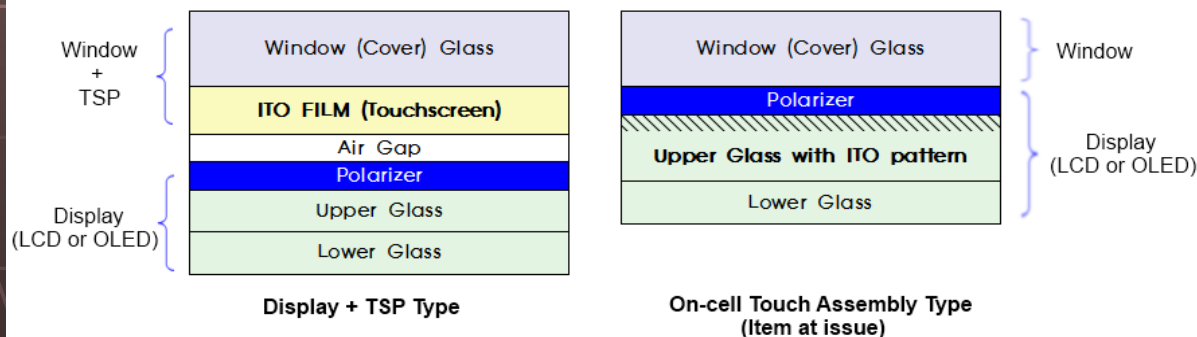 Window
+
TSP
Window (Cover) Glass
ITO FILM (Touchscreen)
Air Gap
Polarizer
Upper Glass
Lower Glass
Display
(LCD or OLED)
Display + TSP Type
Window (Cover) Glass
Polarizer
Upper Glass with ITO pattern
Lower Glass
Window
Display
(LCD or OLED)
On-cell Touch Assembly Type
(Item at issue)